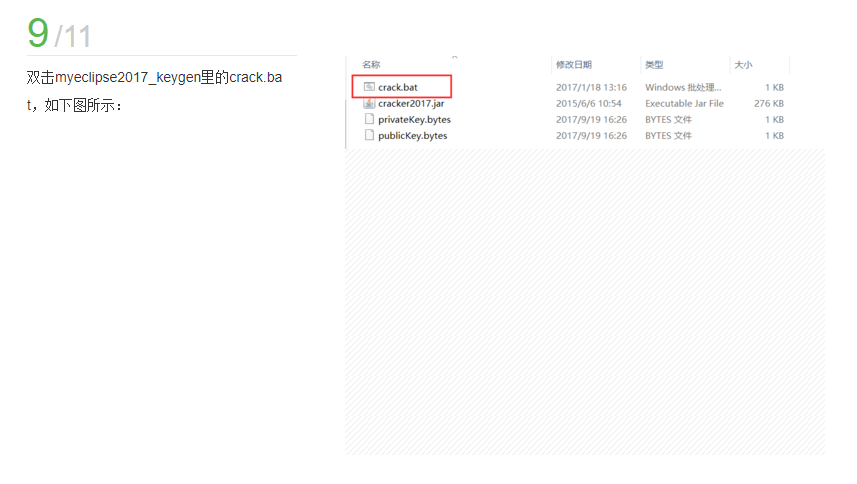 9/11
双击myeclipse2017_keygen里的crack.ba
t，如下图所示：
名称 修改日期 类型 大小
crack.bat 2017/1/18 13:16 Windows 批处理... 1 KB
cracker2017.jar 2015/6/6 10:54 Executable Jar File 276 KB
privateKey.bytes 2017/9/19 16:26 BYTES 文件 1 KB
publicKey.bytes 2017/9/19 16:26 BYTES 文件 1 KB